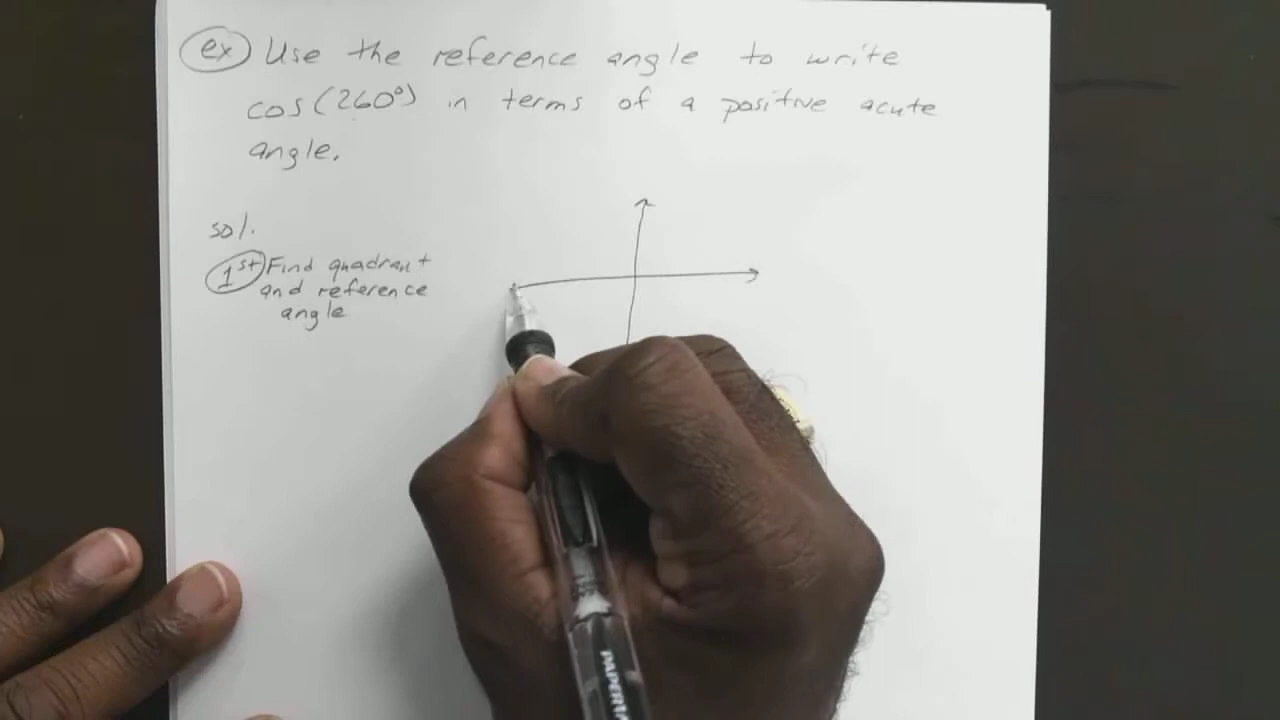 ex Use the reference angle to write
cos(260°) in terms of a positive acute
angle.
sol.
1st Find quadrant
and reference
angle